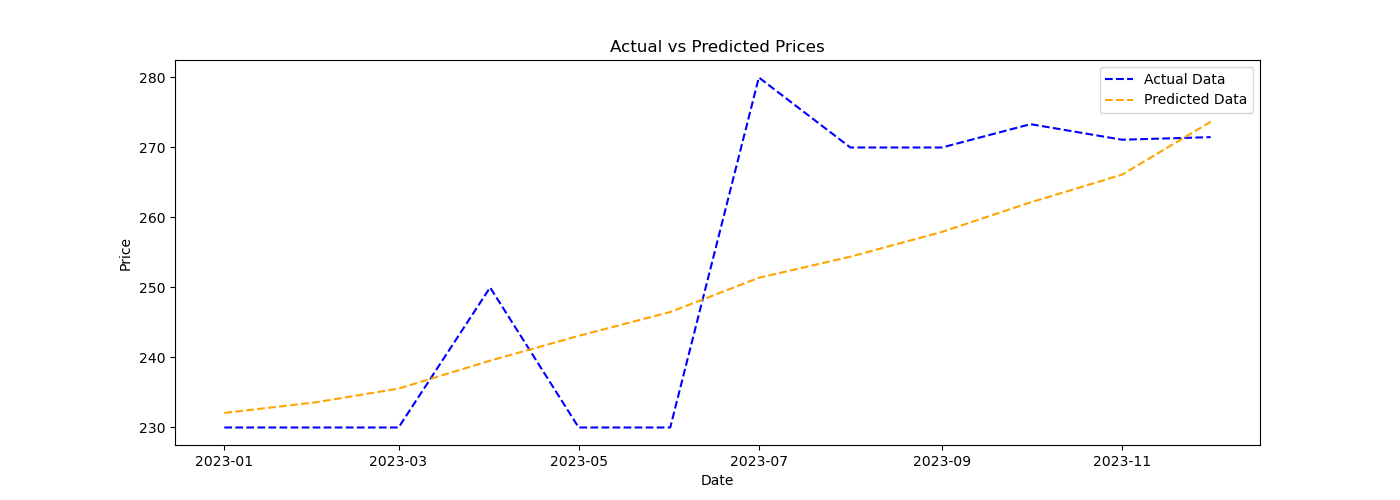 Actual vs Predicted Prices
Actual Data
Predicted Data
280
270
260
250
240
230
Price
2023-01
2023-03
2023-05
2023-07
2023-09
2023-11
Date